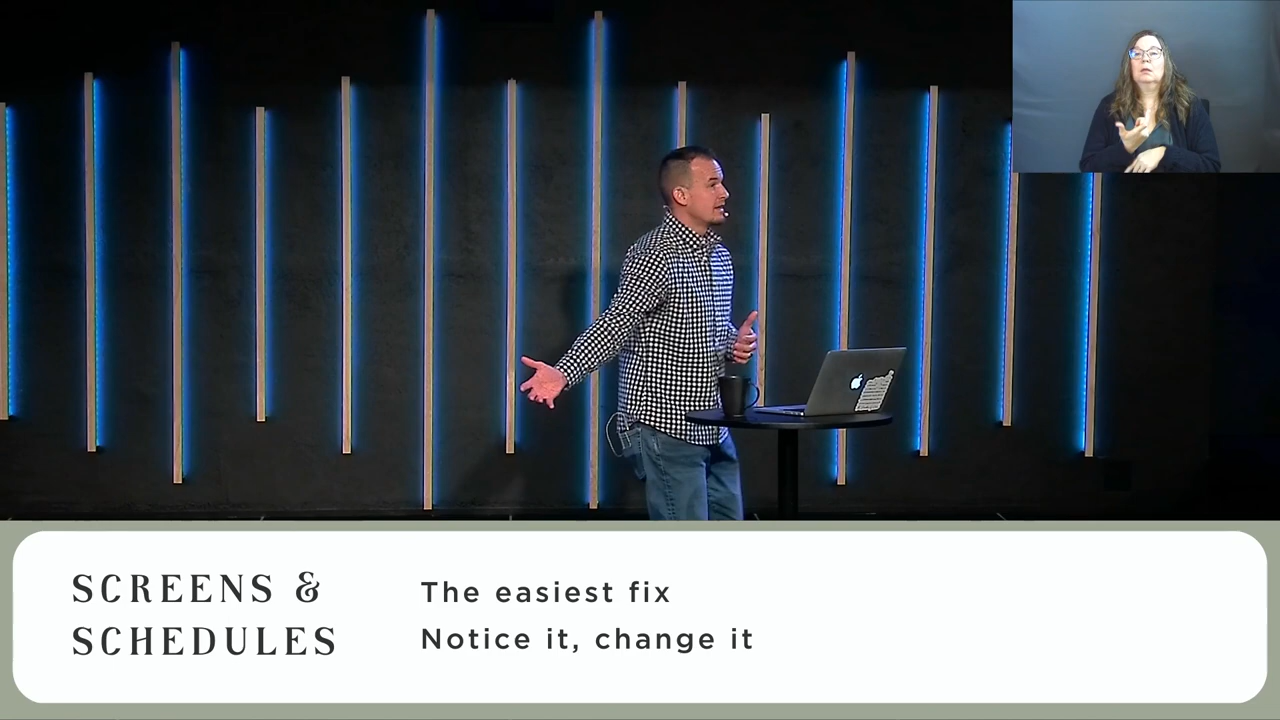 SCREENS &
SCHEDULES
The easiest fix
Notice it, change it